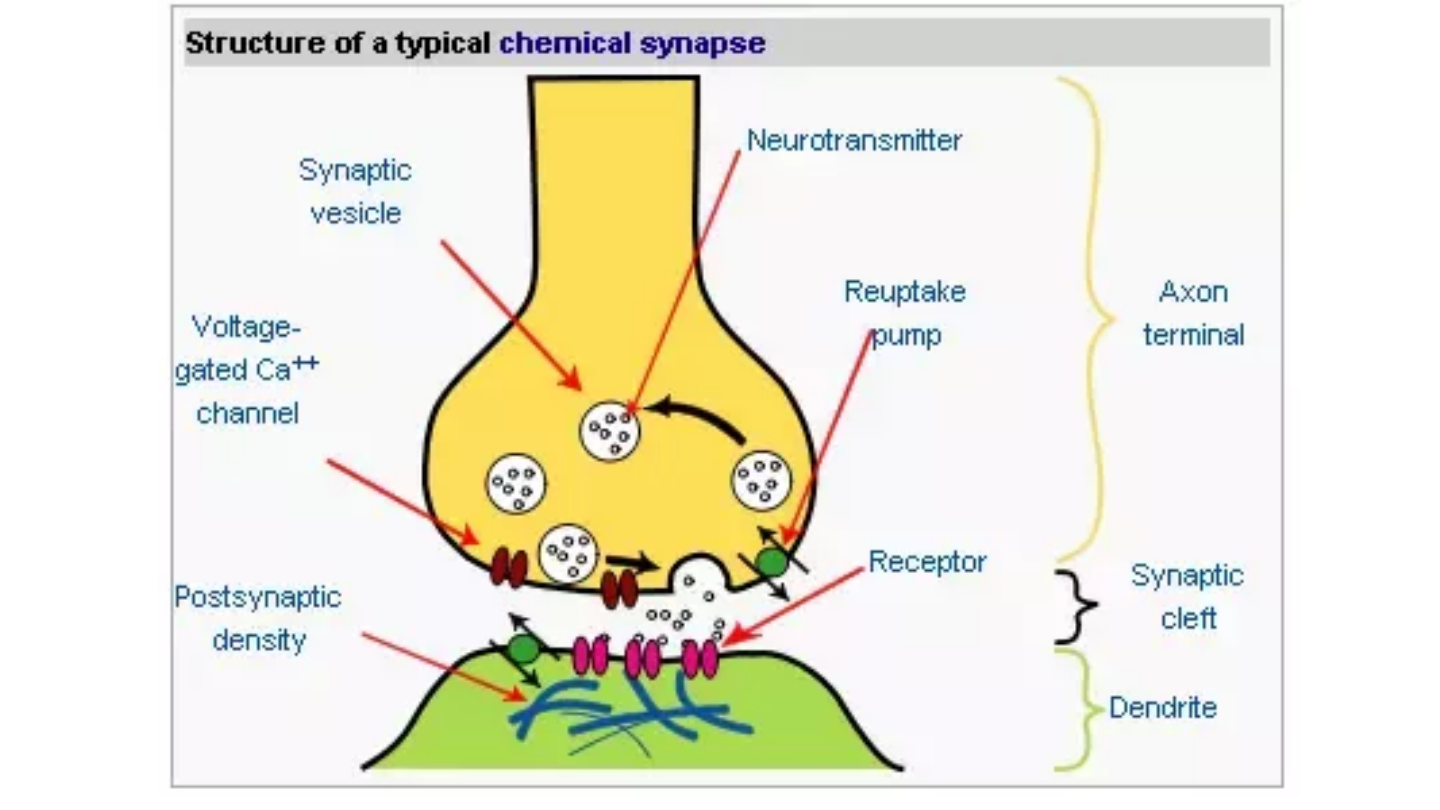 Structure of a typical chemical synapse
Neurotransmitter
Synaptic
vesicle
Reuptake
pump
Axon
terminal
Voltage-
gated Ca⁺⁺
channel
Receptor
Synaptic
cleft
Postsynaptic
density
Dendrite